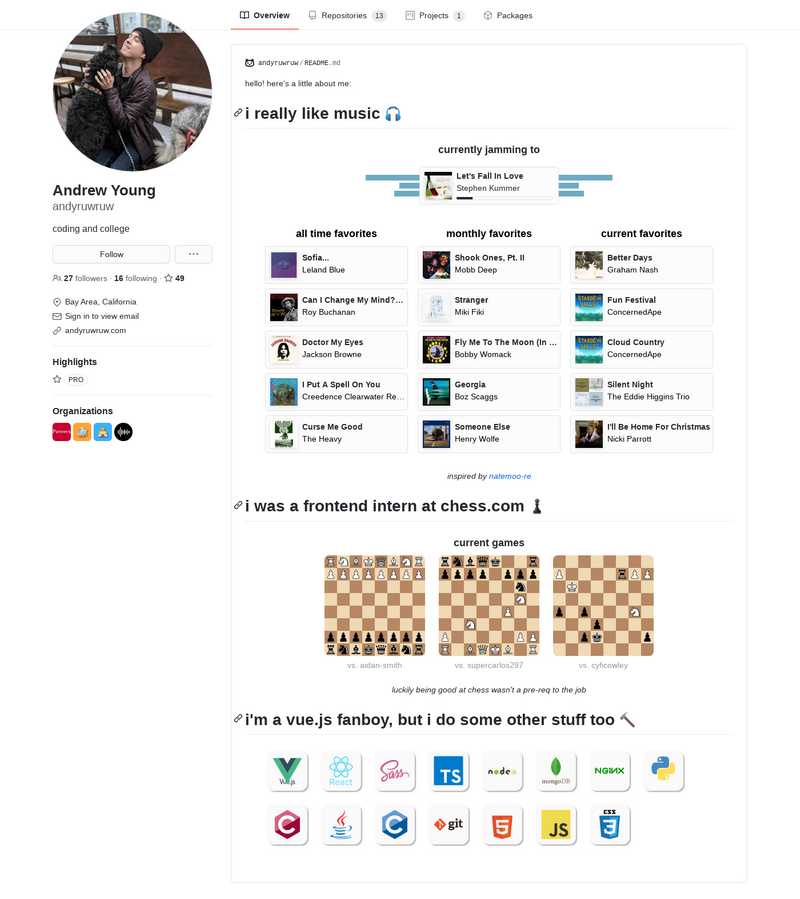 Overview
Repositories 13
Projects 1
Packages
Andrew Young
andyruwruw
coding and college
Follow
27 followers · 16 following · 49
Bay Area, California
Sign in to view email
andyruwruw.com
Highlights
PRO
Organizations
andyruwruw / README.md
hello! here's a little about me:
i really like music 🎧
currently jamming to
Let's Fall In Love
Stephen Kummer
all time favorites
Sofia...
Leland Blue
Can I Change My Mind?...
Roy Buchanan
Doctor My Eyes
Jackson Browne
I Put A Spell On You
Creedence Clearwater Re...
Curse Me Good
The Heavy
monthly favorites
Shook Ones, Pt. II
Mobb Deep
Stranger
Miki Fiki
Fly Me To The Moon (In ...
Bobby Womack
Georgia
Boz Scaggs
Someone Else
Henry Wolfe
current favorites
Better Days
Graham Nash
Fun Festival
ConcernedApe
Cloud Country
ConcernedApe
Silent Night
The Eddie Higgins Trio
I'll Be Home For Christmas
Nicki Parrott
inspired by natemoo-re
i was a frontend intern at chess.com ♟
current games
vs. aidan-smith
vs. supercarlos297
vs. cyhcowley
luckily being good at chess wasn't a pre-req to the job
i'm a vue.js fanboy, but i do some other stuff too 🔨
Vue.js
React
Sass
TS
node
mongoDB
NGINX
C
Java
C
git
5
JS
CSS
3